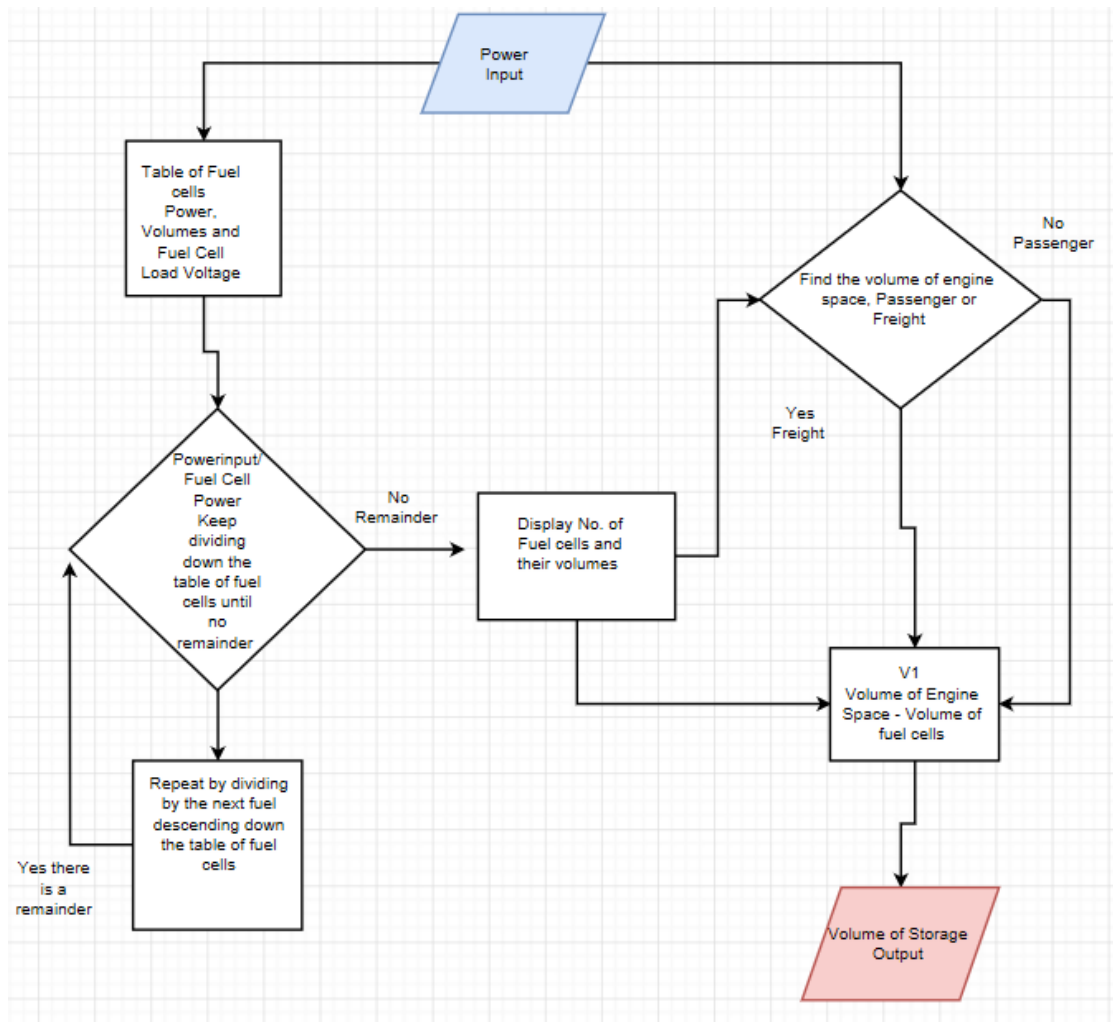 Power
Input
Table of Fuel
cells
Power,
Volumes and
Fuel Cell
Load Voltage
No
Passenger
Find the volume of engine
space, Passenger or
Freight
Yes
Freight
Powerinput/
Fuel Cell
Power
Keep
dividing
down the
table of fuel
cells until
no
remainder
No
Remainder
Display No. of
Fuel cells and
their volumes
V1
Volume of Engine
Space - Volume of
fuel cells
Repeat by dividing
by the next fuel
descending down
the table of fuel
cells
Yes there
is a
remainder
Volume of Storage
Output